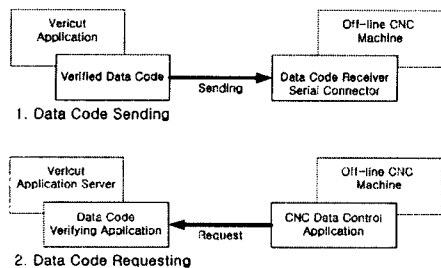 Vericut
Application
Off-line CNC
Machine
Verified Data Code
Sending
Data Code Receiver
Serial Connector
1. Data Code Sending
Vericut
Application Server
Off-line CNC
Machine
Data Code
Verifying Application
Request
CNC Data Control
Application
2. Data Code Requesting